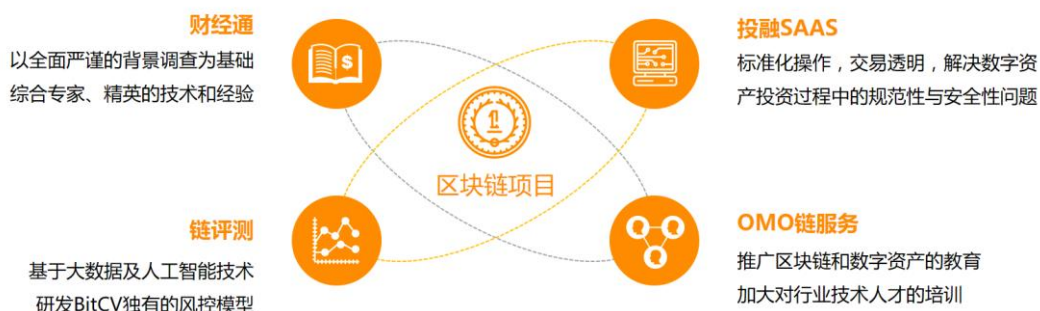 财经通
以全面严谨的背景调查为基础
综合专家、精英的技术和经验
投融SAAS
标准化操作，交易透明，解决数字资
产投资过程中的规范性与安全性问题
$
1
区块链项目
链评测
基于大数据及人工智能技术
研发BitCV独有的风控模型
OMO链服务
推广区块链和数字资产的教育
加大对行业技术人才的培训